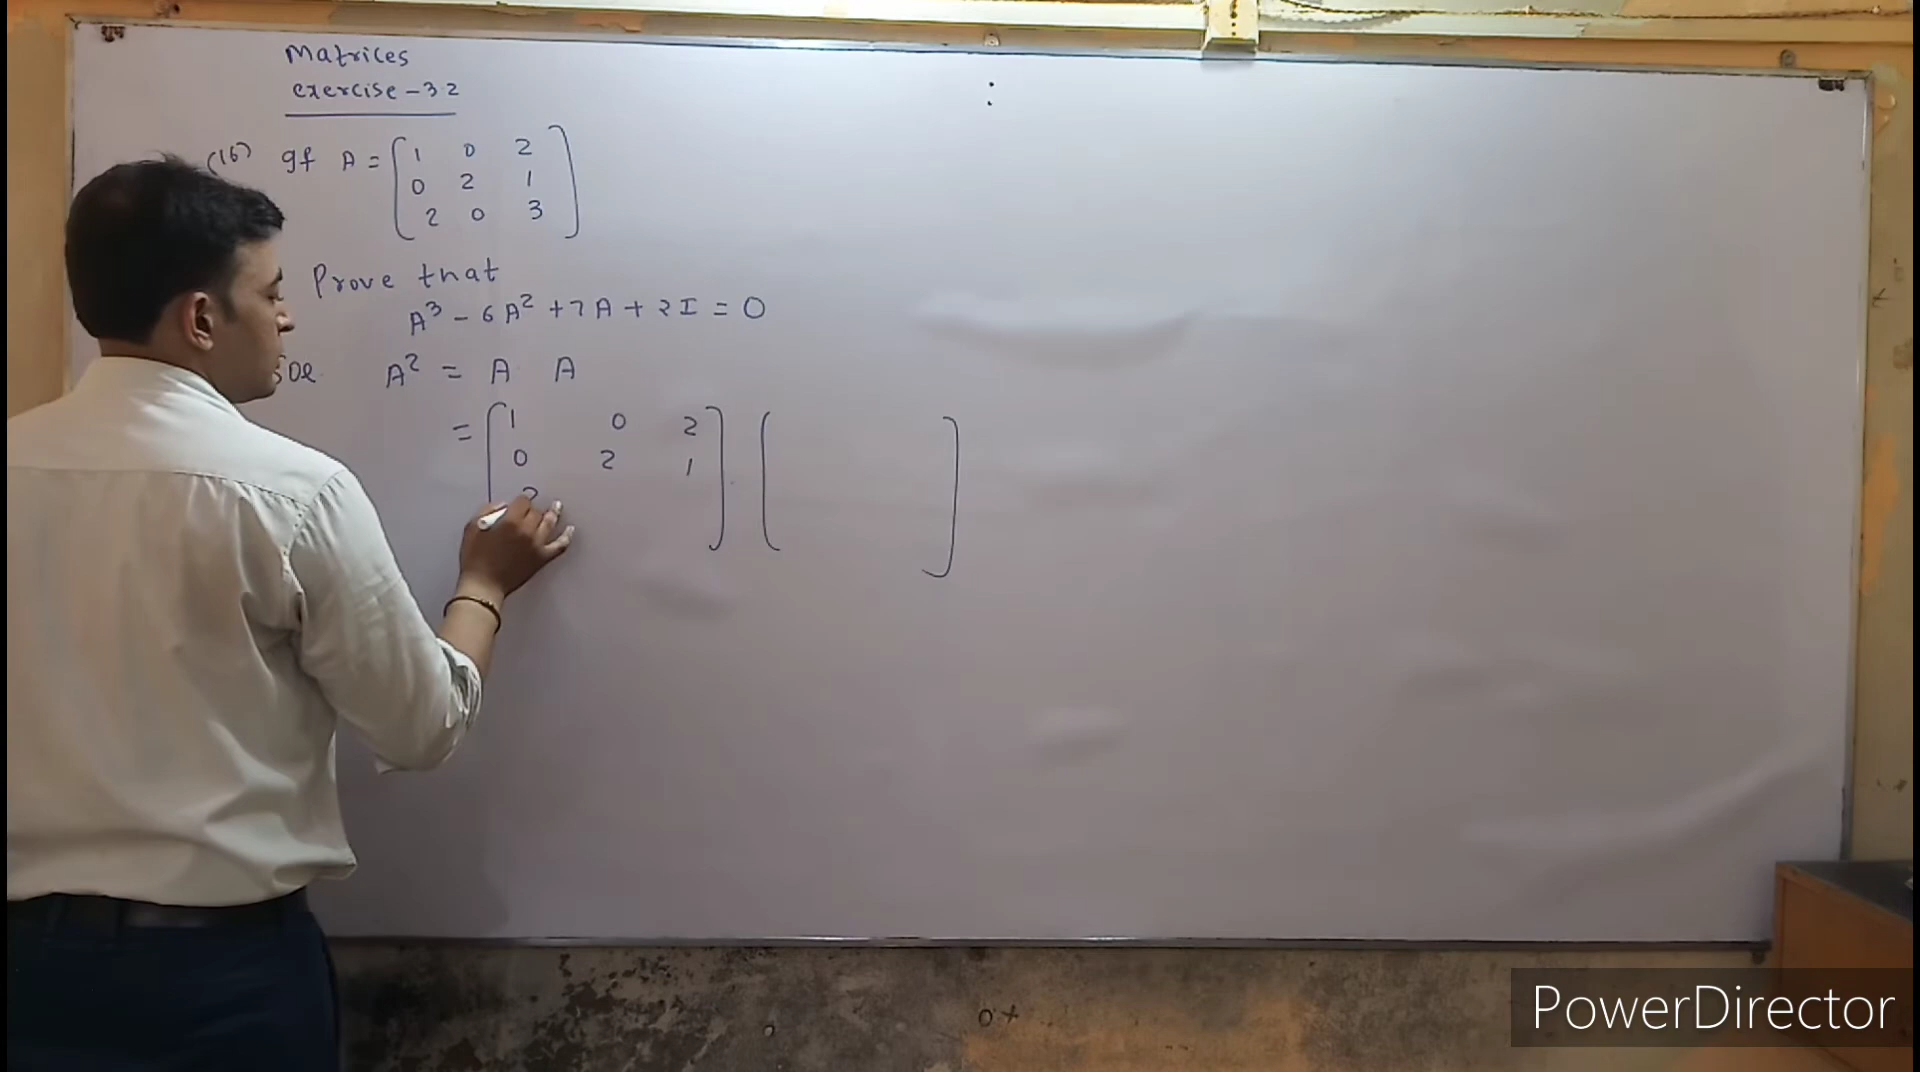 Matrices
exercise - 3.2
(16) gf A = [ 1 0 2
0 2 1
2 0 3 ]
Prove that
A³ - 6A² + 7A + 2I = 0
Sol. A² = A A
= [ 1 0 2
0 2 1
2 ] . [ ]
PowerDirector